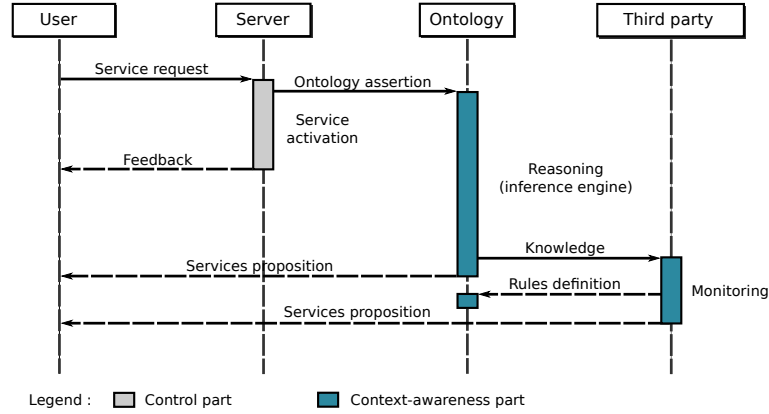 User
Server
Ontology
Third party
Service request
Ontology assertion
Service
activation
Feedback
Reasoning
(inference engine)
Knowledge
Services proposition
Rules definition
Monitoring
Services proposition
Legend :
Control part
Context-awareness part